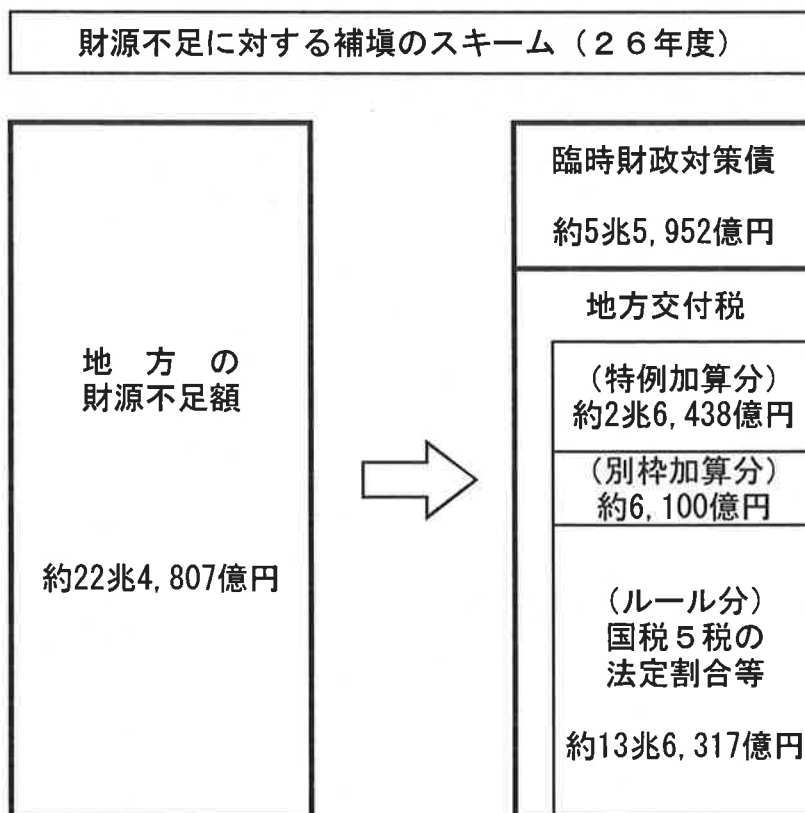 財源不足に対する補塡のスキーム（２６年度）
地方の
財源不足額
約22兆4,807億円
臨時財政対策債
約5兆5,952億円
地方交付税
（特例加算分）
約2兆6,438億円
（別枠加算分）
約6,100億円
（ルール分）
国税５税の
法定割合等
約13兆6,317億円